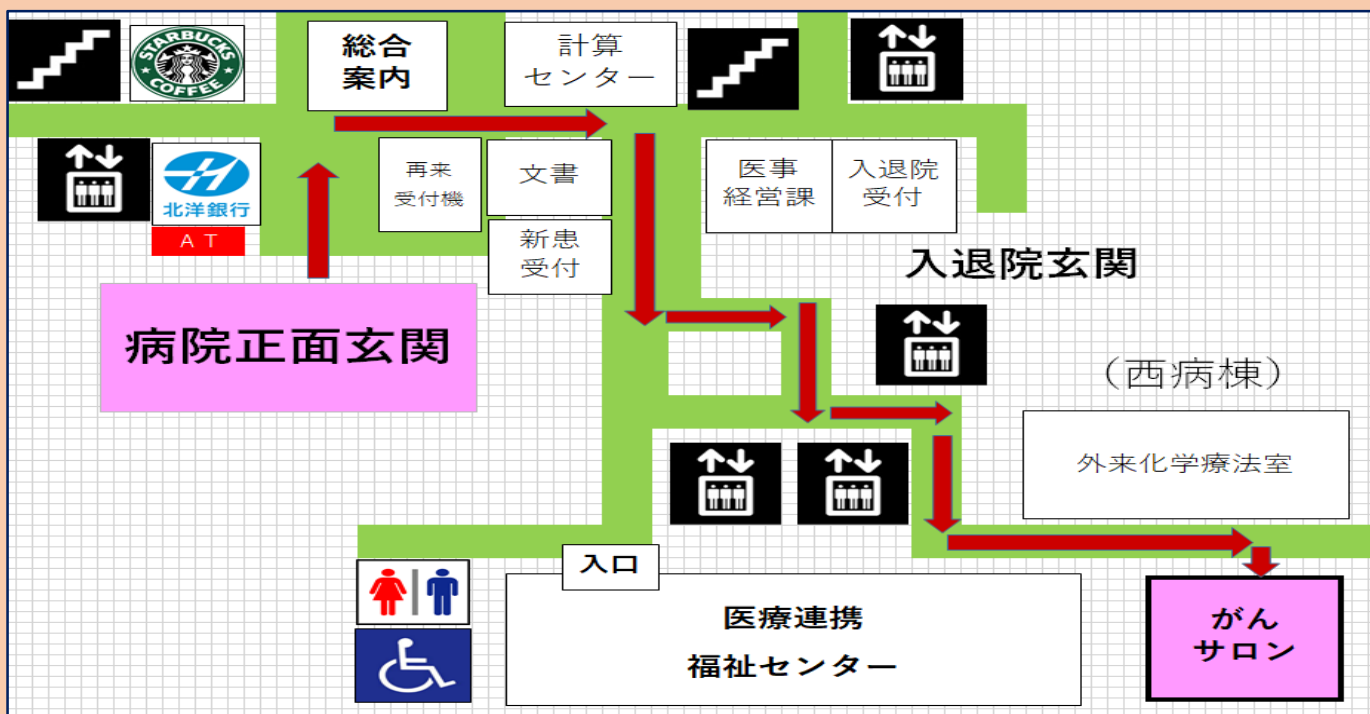 STARBUCKS
COFFEE
総合
案内
計算
センター
北洋銀行
ＡＴ
再来
受付機
文書
新患
受付
医事
経営課
入退院
受付
入退院玄関
病院正面玄関
（西病棟）
外来化学療法室
入口
医療連携
福祉センター
がん
サロン